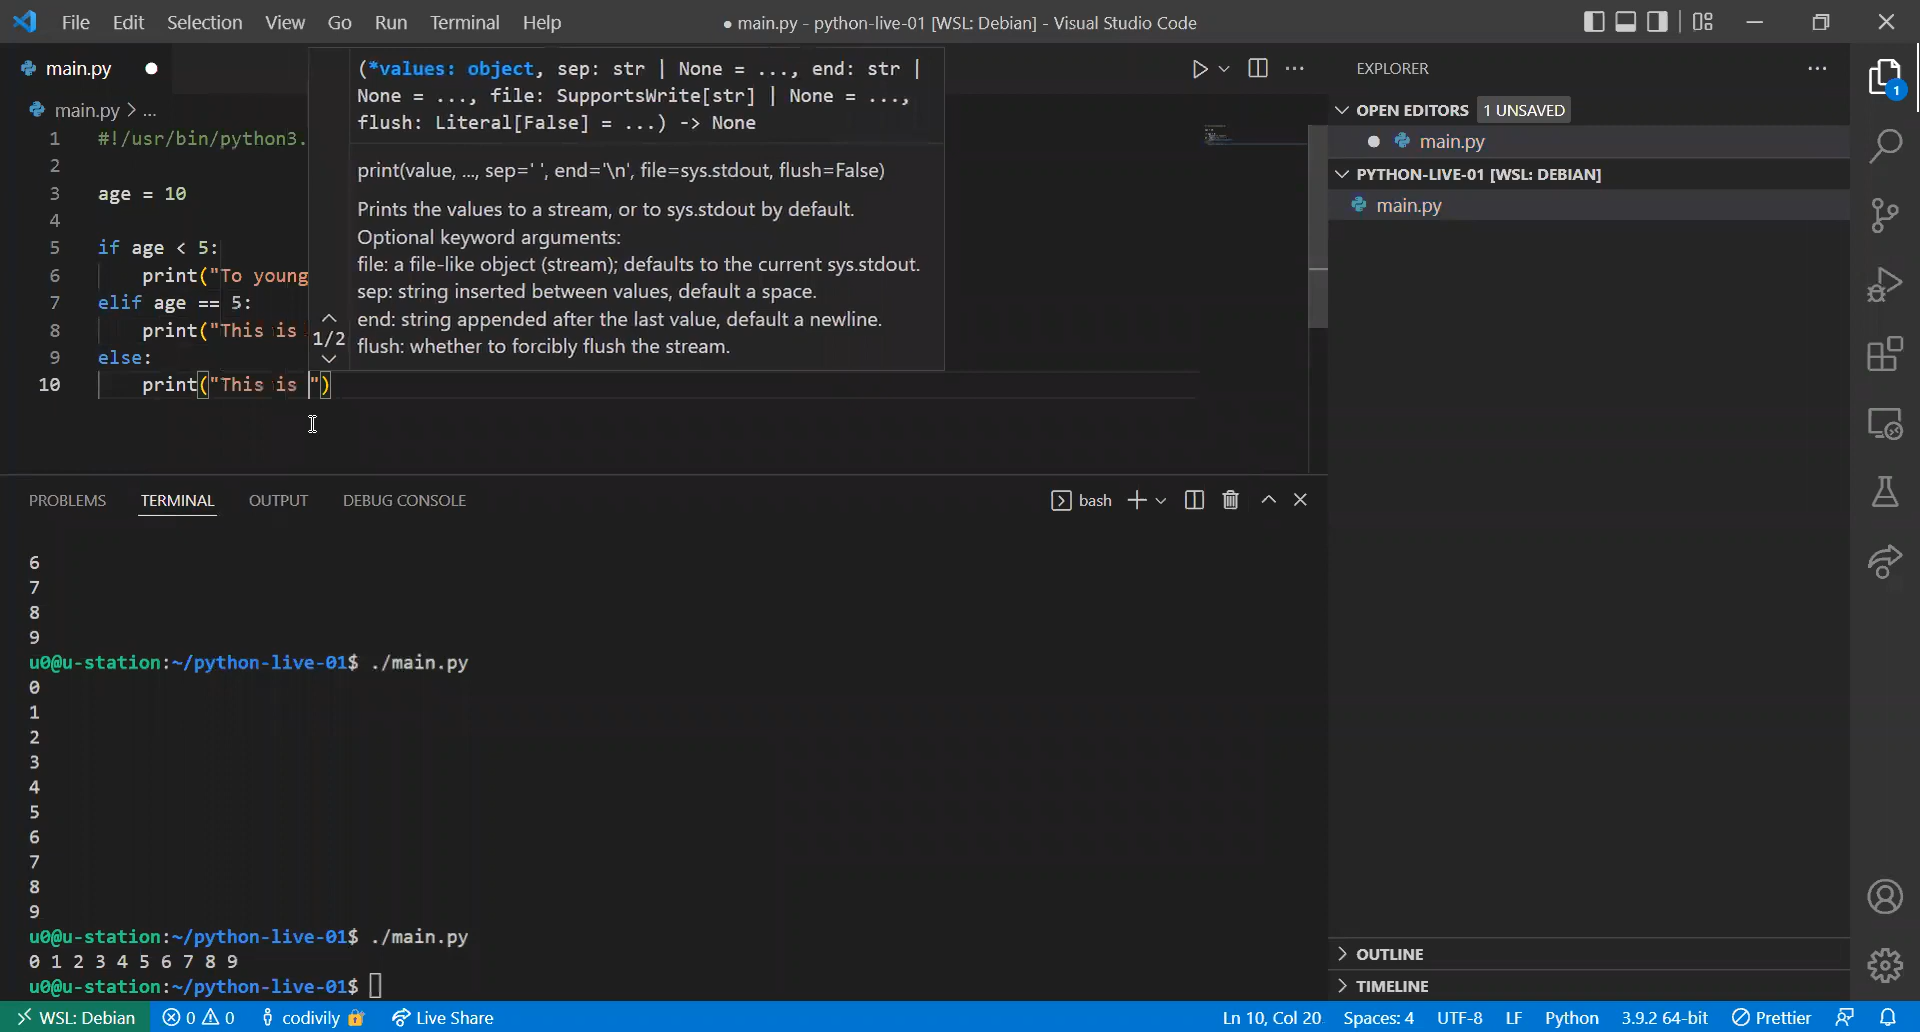 File Edit Selection View Go Run Terminal Help
● main.py - python-live-01 [WSL: Debian] - Visual Studio Code
main.py ●
main.py > ...
1 #!/usr/bin/python3.
2
3 age = 10
4
5 if age < 5:
6 print("To young
7 elif age == 5:
8 print("This is
9 else:
10 print("This is ")
(*values: object, sep: str | None = ..., end: str |
None = ..., file: SupportsWrite[str] | None = ...,
flush: Literal[False] = ...) -> None
print(value, ..., sep=' ', end='\n', file=sys.stdout, flush=False)
Prints the values to a stream, or to sys.stdout by default.
Optional keyword arguments:
file: a file-like object (stream); defaults to the current sys.stdout.
sep: string inserted between values, default a space.
end: string appended after the last value, default a newline.
flush: whether to forcibly flush the stream.
1/2
EXPLORER
OPEN EDITORS 1 UNSAVED
● main.py
PYTHON-LIVE-01 [WSL: DEBIAN]
main.py
OUTLINE
TIMELINE
1
PROBLEMS TERMINAL OUTPUT DEBUG CONSOLE
bash
6
7
8
9
u0@u-station:~/python-live-01$ ./main.py
0
1
2
3
4
5
6
7
8
9
u0@u-station:~/python-live-01$ ./main.py
0 1 2 3 4 5 6 7 8 9
u0@u-station:~/python-live-01$
WSL: Debian 0 0 codivily Live Share
Ln 10, Col 20 Spaces: 4 UTF-8 LF Python 3.9.2 64-bit Prettier